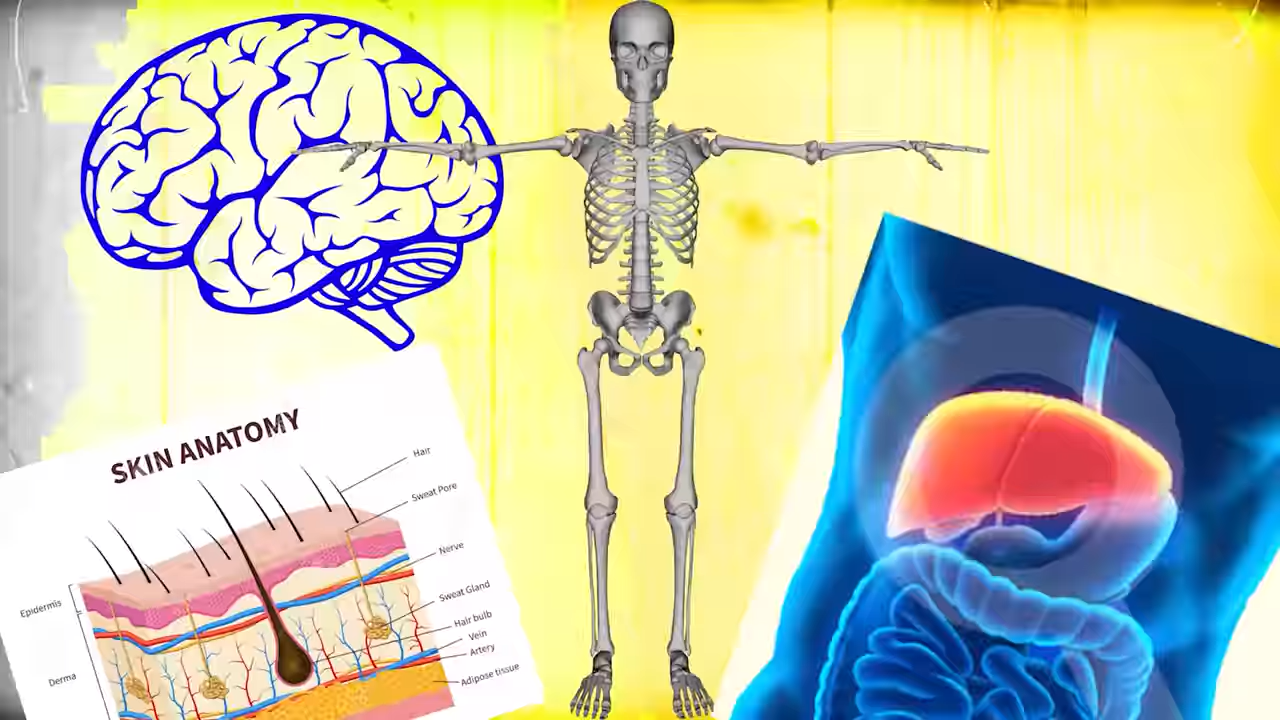 SKIN ANATOMY
Hair
Sweat Pore
Nerve
Epidermis
Sweat Gland
Hair bulb
Vein
Artery
Derma
Adipose tissue